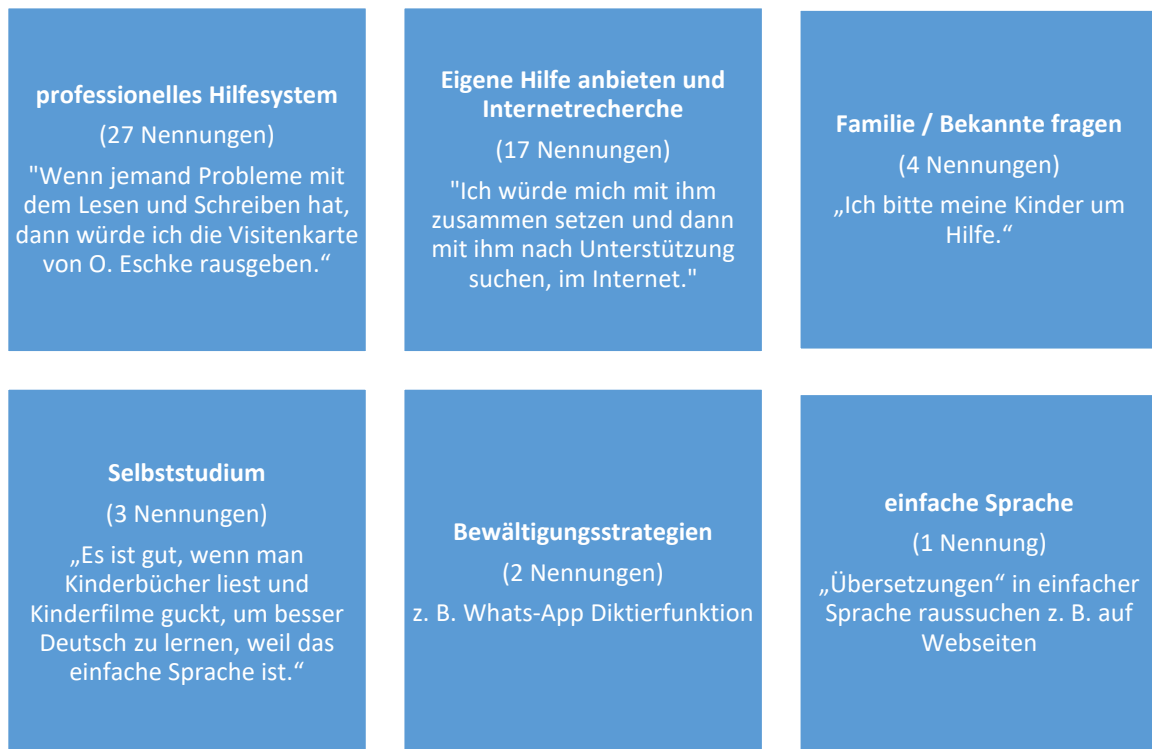 professionelles Hilfesystem
(27 Nennungen)
"Wenn jemand Probleme mit
dem Lesen und Schreiben hat,
dann würde ich die Visitenkarte
von O. Eschke rausgeben.“
Eigene Hilfe anbieten und
Internetrecherche
(17 Nennungen)
"Ich würde mich mit ihm
zusammen setzen und dann
mit ihm nach Unterstützung
suchen, im Internet."
Familie / Bekannte fragen
(4 Nennungen)
„Ich bitte meine Kinder um
Hilfe.“
Selbststudium
(3 Nennungen)
„Es ist gut, wenn man
Kinderbücher liest und
Kinderfilme guckt, um besser
Deutsch zu lernen, weil das
einfache Sprache ist.“
Bewältigungsstrategien
(2 Nennungen)
z. B. Whats-App Diktierfunktion
einfache Sprache
(1 Nennung)
„Übersetzungen“ in einfacher
Sprache raussuchen z. B. auf
Webseiten